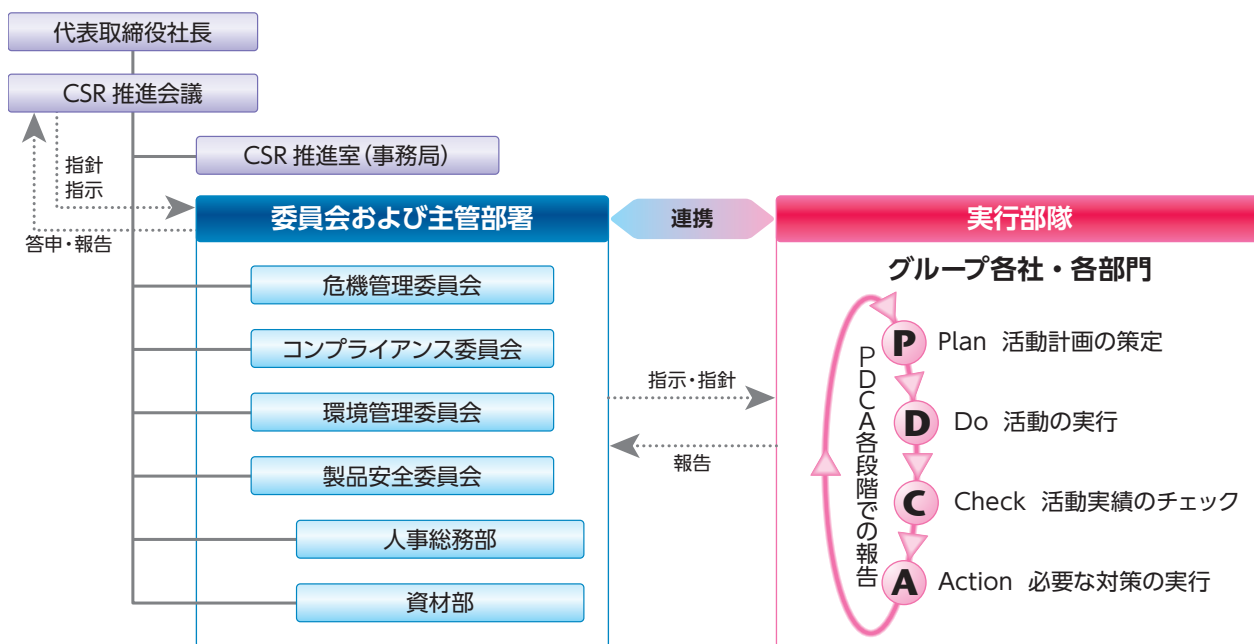 代表取締役社長
CSR 推進会議
CSR 推進室(事務局)
指針
指示
答申・報告
委員会および主管部署
連携
実行部隊
危機管理委員会
コンプライアンス委員会
環境管理委員会
製品安全委員会
人事総務部
資材部
指示・指針
報告
グループ各社・各部門
PDCA各段階での報告
P Plan 活動計画の策定
D Do 活動の実行
C Check 活動実績のチェック
A Action 必要な対策の実行